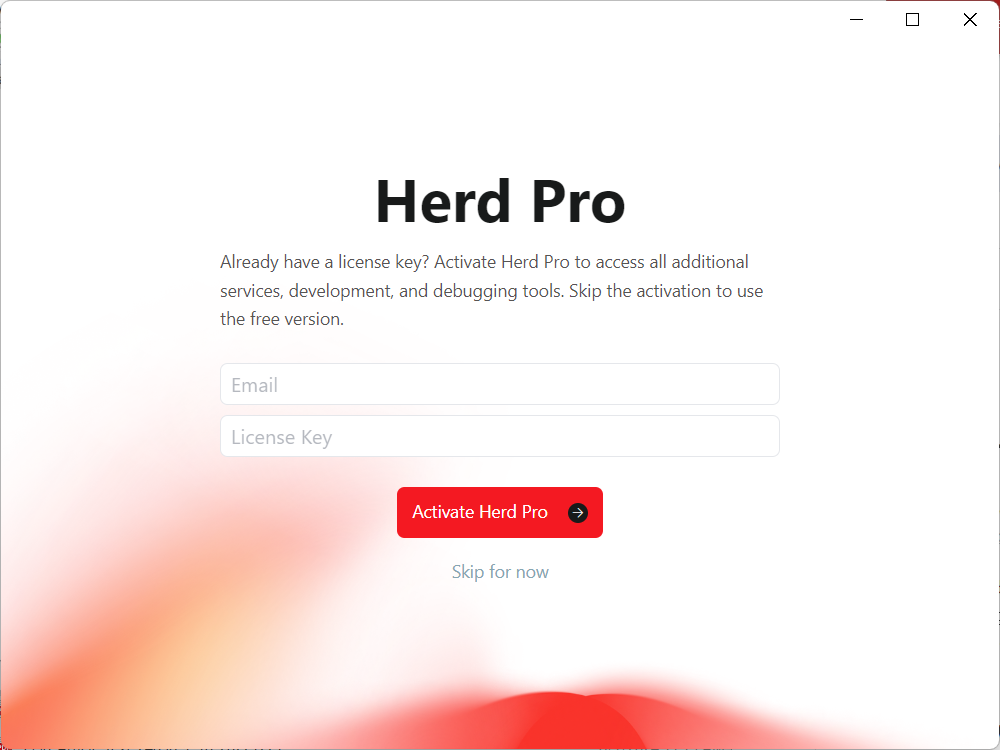 Herd Pro
Already have a license key? Activate Herd Pro to access all additional
services, development, and debugging tools. Skip the activation to use
the free version.
Email
License Key
Activate Herd Pro
Skip for now